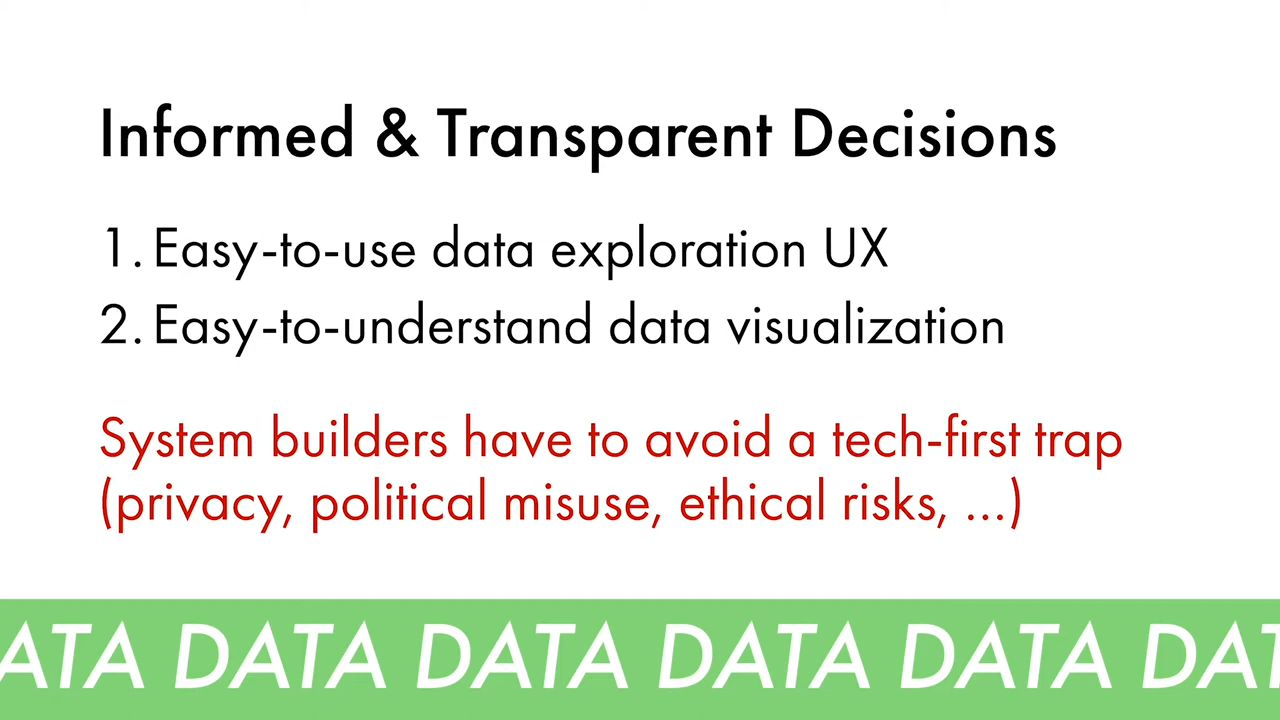 Informed & Transparent Decisions
1. Easy-to-use data exploration UX
2. Easy-to-understand data visualization
System builders have to avoid a tech-first trap
(privacy, political misuse, ethical risks, ...)
ATA DATA DATA DATA DATA DAT